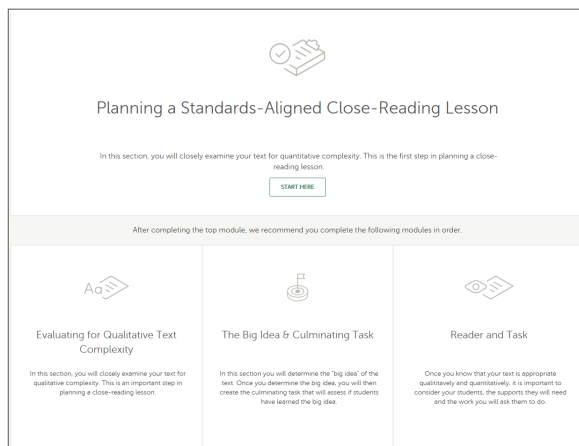 Planning a Standards-Aligned Close-Reading Lesson
In this section, you will closely examine your text for quantitative complexity. This is the first step in planning a close-
reading lesson.
START HERE
After completing the top module, we recommend you complete the following modules in order.
Aa
Evaluating for Qualitative Text
Complexity
In this section, you will closely examine your text for
qualitative complexity. This is an important step in
planning a close-reading lesson.
The Big Idea & Culminating Task
In this section you will determine the "big idea" of the
text. Once you determine the big idea, you will then
create the culminating task that will assess if students
have learned the big idea.
Reader and Task
Once you know that your text is appropriate
qualitatively and quantitatively, it is important to
consider your students, the supports they will need
and the work you will ask them to do.